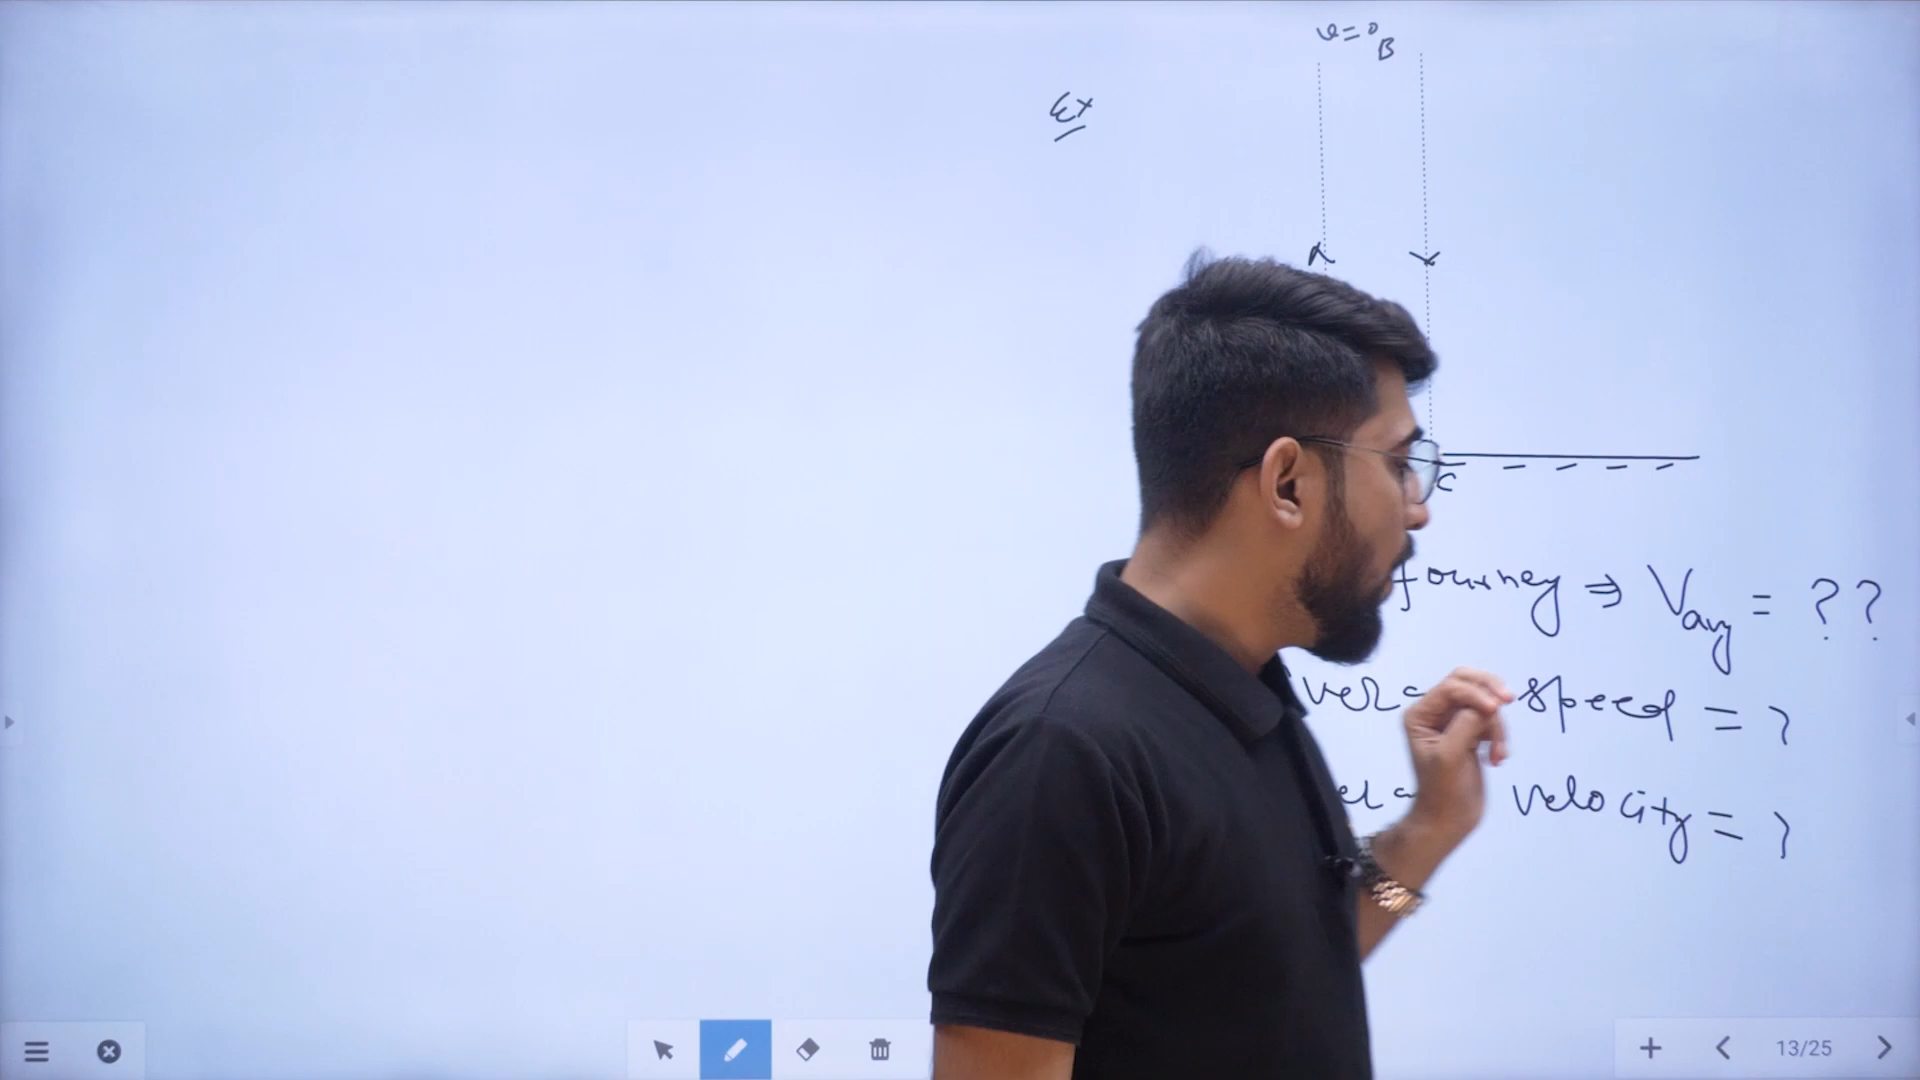 v=0
B
Ex
C
Journey ⇒ Vavg = ??
speed = ?
velocity = ?
13/25